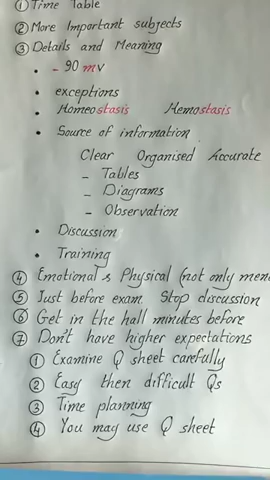 ① Time Table
② More Important subjects
③ Details and Meaning
• - 90 mv
• exceptions
• Homeostasis Hemostasis
• Source of information
Clear Organised Accurate
- Tables
- Diagrams
- Observation
• Discussion
• Training
④ Emotional & Physical (not only men
⑤ Just before exam Stop discussion
⑥ Get in the hall minutes before
⑦ Don't have higher expectations
① Examine Q sheet carefully
② Easy then difficult Qs
③ Time planning
④ You may use Q sheet